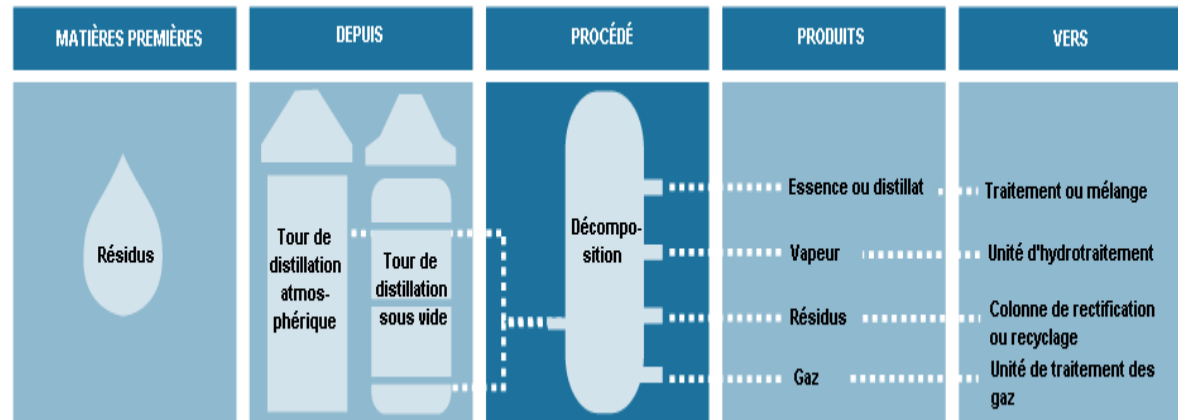 MATIÈRES PREMIÈRES
DEPUIS
PROCÉDÉ
PRODUITS
VERS
Résidus
Tour de
distillation
atmos-
phérique
Tour de
distillation
sous vide
Décompo-
sition
Essence ou distillat
Traitement ou mélange
Vapeur
Unité d'hydrotraitement
Résidus
Colonne de rectification
ou recyclage
Gaz
Unité de traitement des
gaz